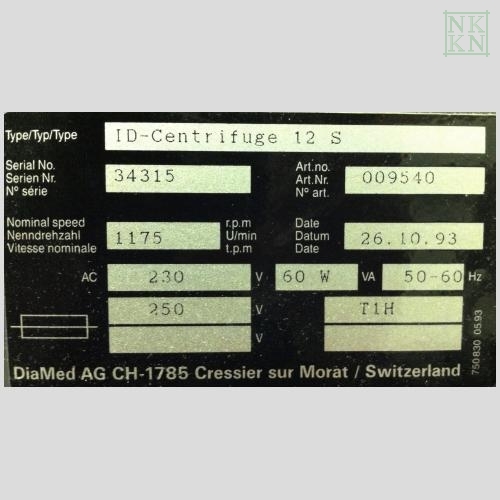 NK
KN
Type/Typ/Type ID-Centrifuge 12 S
Serial No.
Serien Nr.
N° série
34315
Art.no.
Art.Nr.
N° art.
009540
Nominal speed
Nenndrehzahl
Vitesse nominale
1175
r.p.m
U/min
t.p.m
Date
Datum
Date
26.10.93
AC 230 V 60 W VA 50-60 Hz
250 V T1H
V
DiaMed AG CH-1785 Cressier sur Morat / Switzerland
750830 05.93